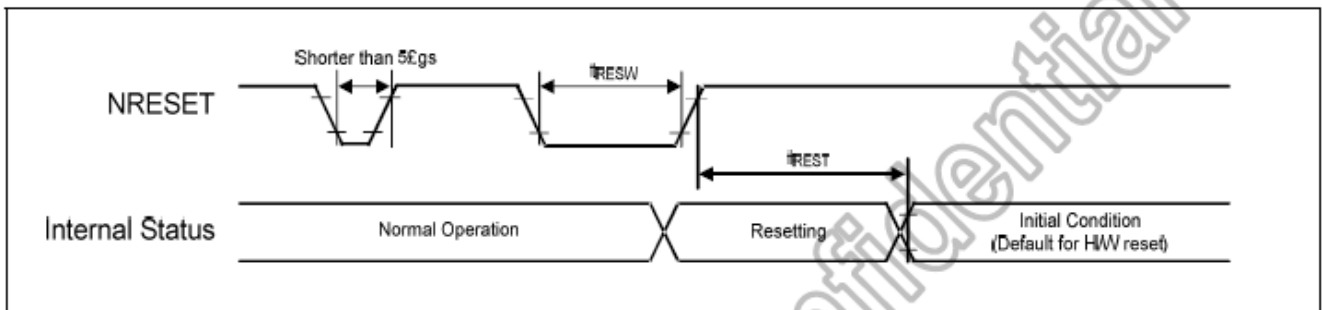 Shorter than 5£gs
tRESW
NRESET
tREST
Internal Status
Normal Operation
Resetting
Initial Condition
(Default for H/W reset)